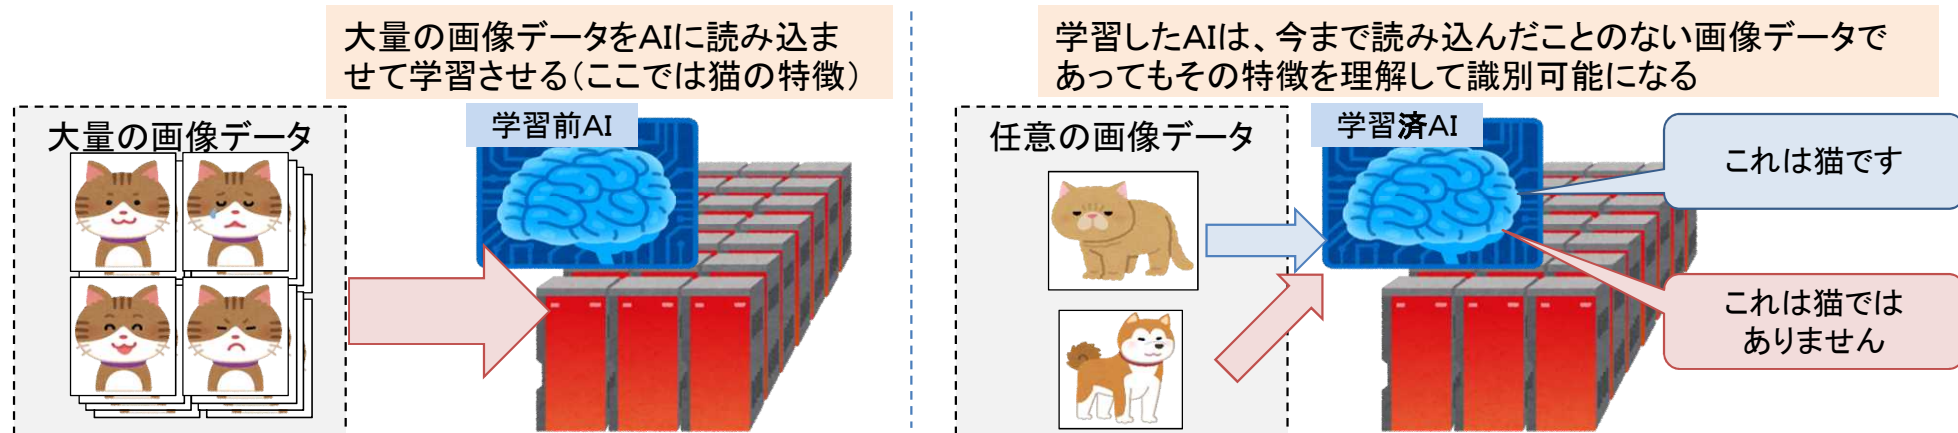 大量の画像データをAIに読み込ま
せて学習させる(ここでは猫の特徴)
大量の画像データ
学習前AI
学習したAIは、今まで読み込んだことのない画像データで
あってもその特徴を理解して識別可能になる
任意の画像データ
学習済AI
これは猫です
これは猫では
ありません